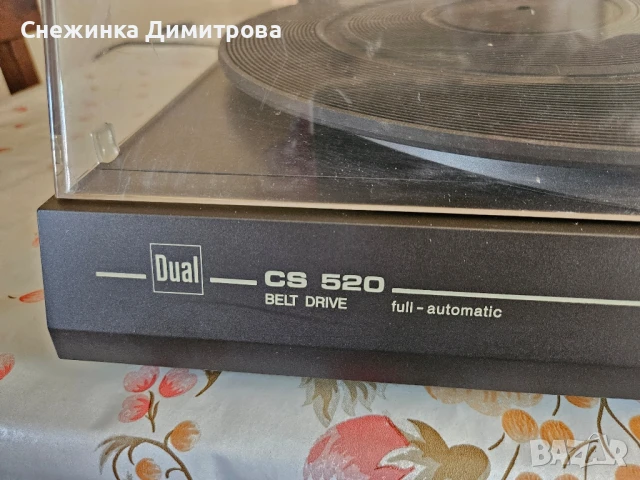 Снежинка Димитрова
Dual
CS 520
BELT DRIVE
full-automatic
BAZAR